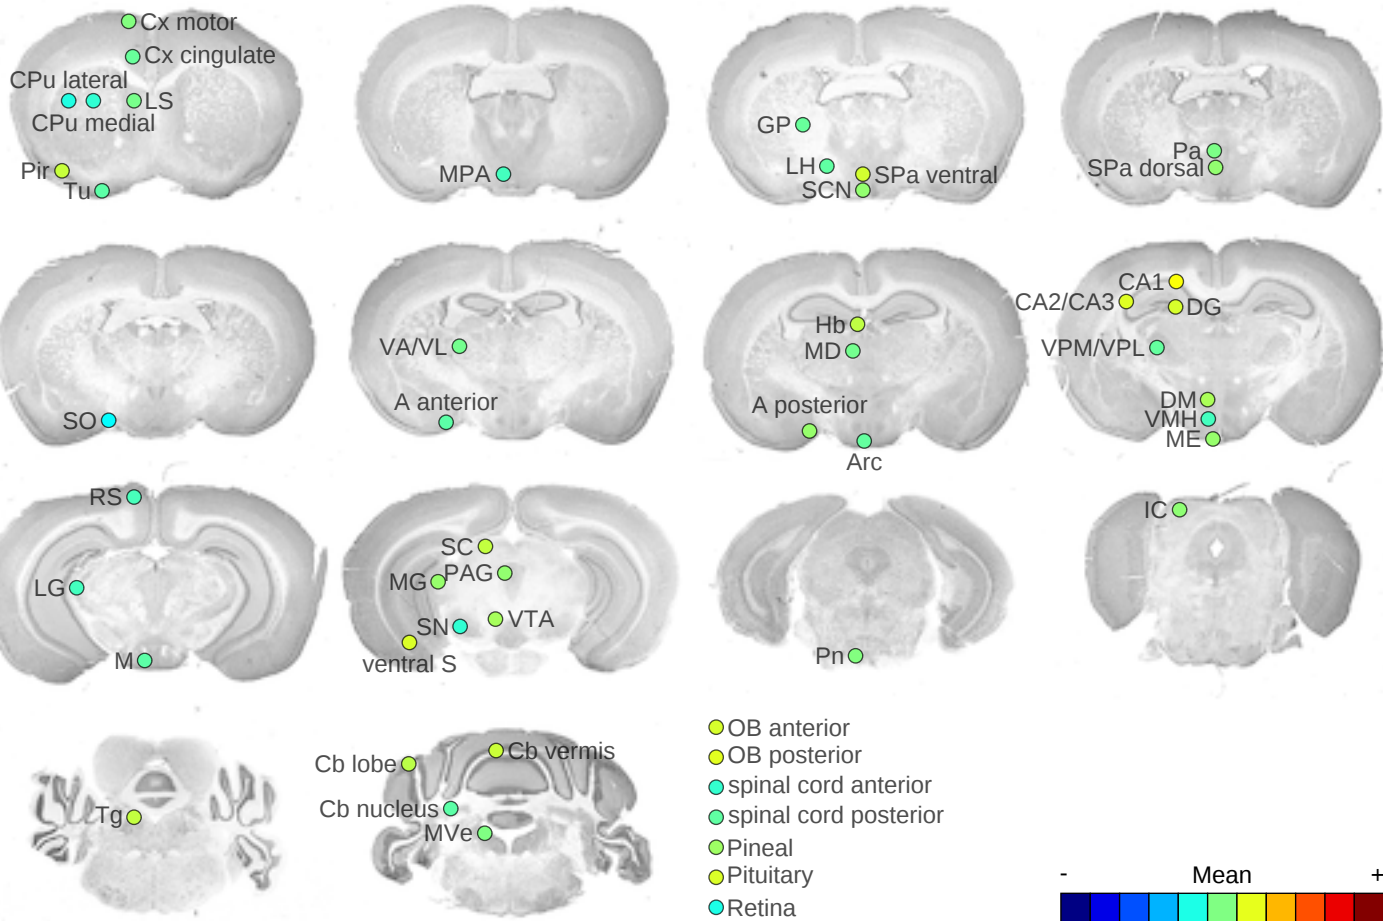 Cx motor
Cx cingulate
CPu lateral
LS
CPu medial
Pir
Tu
MPA
GP
LH
SPa ventral
SCN
Pa
SPa dorsal
SO
VA/VL
A anterior
Hb
MD
A posterior
Arc
CA1
CA2/CA3
DG
VPM/VPL
DM
VMH
ME
RS
LG
M
SC
MG
PAG
SN
VTA
ventral S
Pn
IC
Tg
Cb lobe
Cb vermis
Cb nucleus
MVe
OB anterior
OB posterior
spinal cord anterior
spinal cord posterior
Pineal
Pituitary
Retina
- Mean +